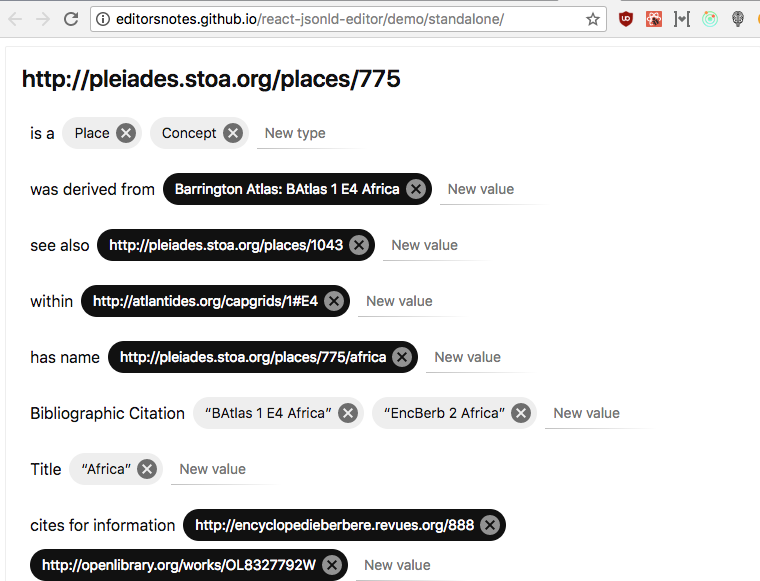 editorsnotes.github.io/react-jsonld-editor/demo/standalone/
http://pleiades.stoa.org/places/775
is a Place Concept New type
was derived from Barrington Atlas: BAtlas 1 E4 Africa New value
see also http://pleiades.stoa.org/places/1043 New value
within http://atlantides.org/capgrids/1#E4 New value
has name http://pleiades.stoa.org/places/775/africa New value
Bibliographic Citation “BAtlas 1 E4 Africa” “EncBerb 2 Africa” New value
Title “Africa” New value
cites for information http://encyclopedieberbere.revues.org/888
http://openlibrary.org/works/OL8327792W New value